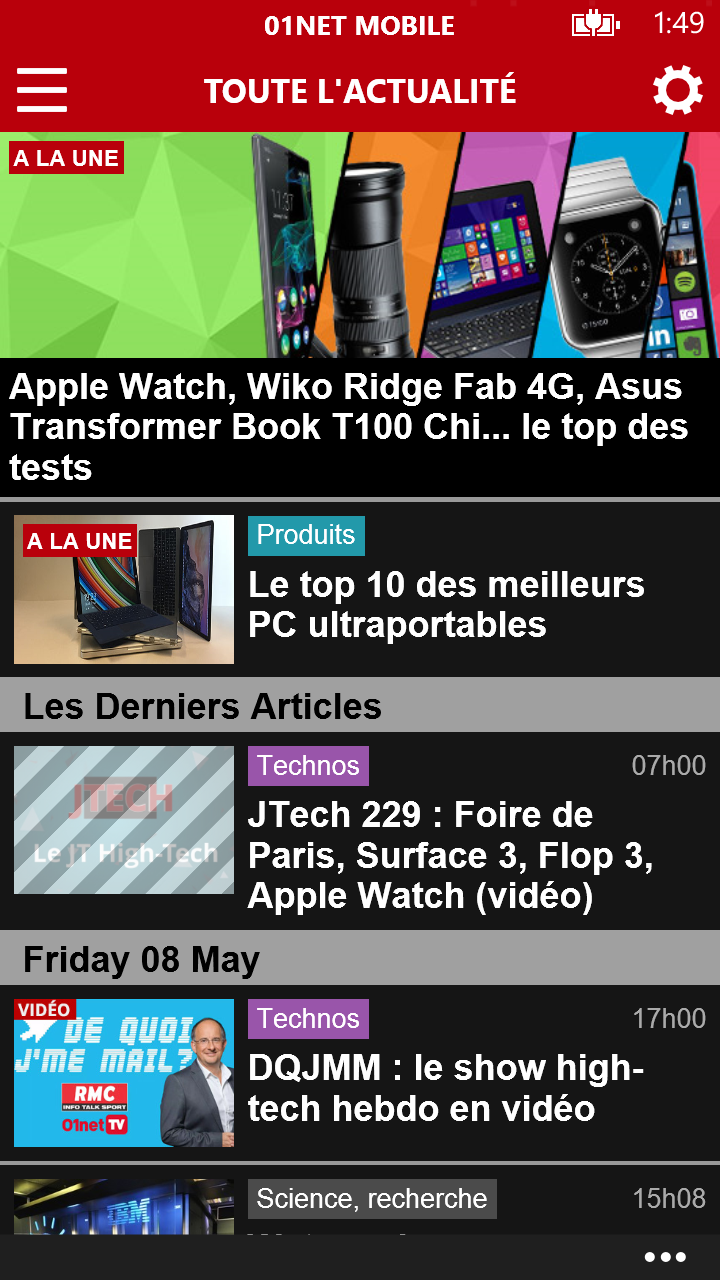 01NET MOBILE
1:49
TOUTE L'ACTUALITÉ
A LA UNE
11:37
in
Apple Watch, Wiko Ridge Fab 4G, Asus
Transformer Book T100 Chi... le top des
tests
A LA UNE
Produits
Le top 10 des meilleurs
PC ultraportables
Les Derniers Articles
JTECH
Le JT High-Tech
Technos
07h00
JTech 229 : Foire de
Paris, Surface 3, Flop 3,
Apple Watch (vidéo)
Friday 08 May
VIDÉO
DE QUOI
J'ME MAIL?
RMC
INFO TALK SPORT
01net TV
Technos
17h00
DQJMM : le show high-
tech hebdo en vidéo
IBM
Science, recherche
15h08